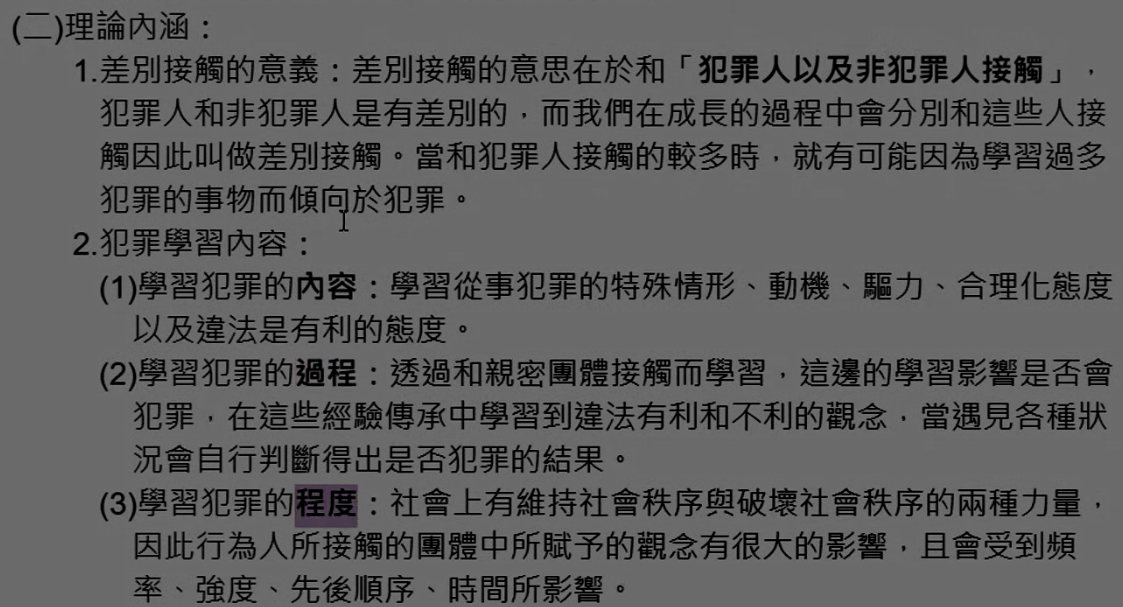 (二)理論內涵：
1.差別接觸的意義：差別接觸的意思在於和「犯罪人以及非犯罪人接觸」，
犯罪人和非犯罪人是有差別的，而我們在成長的過程中會分別和這些人接
觸因此叫做差別接觸。當和犯罪人接觸的較多時，就有可能因為學習過多
犯罪的事物而傾向於犯罪。
2.犯罪學習內容：
(1)學習犯罪的內容：學習從事犯罪的特殊情形、動機、驅力、合理化態度
以及違法是有利的態度。
(2)學習犯罪的過程：透過和親密團體接觸而學習，這邊的學習影響是否會
犯罪，在這些經驗傳承中學習到違法有利和不利的觀念，當遇見各種狀
況會自行判斷得出是否犯罪的結果。
(3)學習犯罪的程度：社會上有維持社會秩序與破壞社會秩序的兩種力量，
因此行為人所接觸的團體中所賦予的觀念有很大的影響，且會受到頻
率、強度、先後順序、時間所影響。